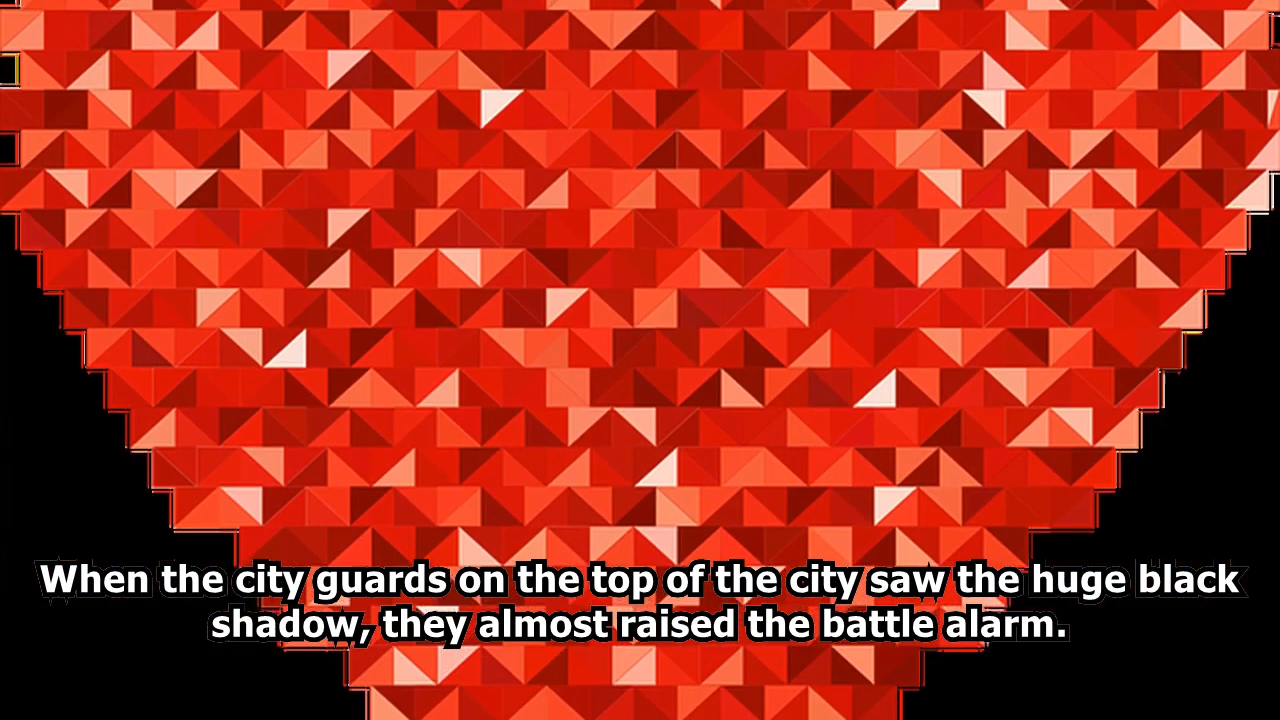 When the city guards on the top of the city saw the huge black
shadow, they almost raised the battle alarm.